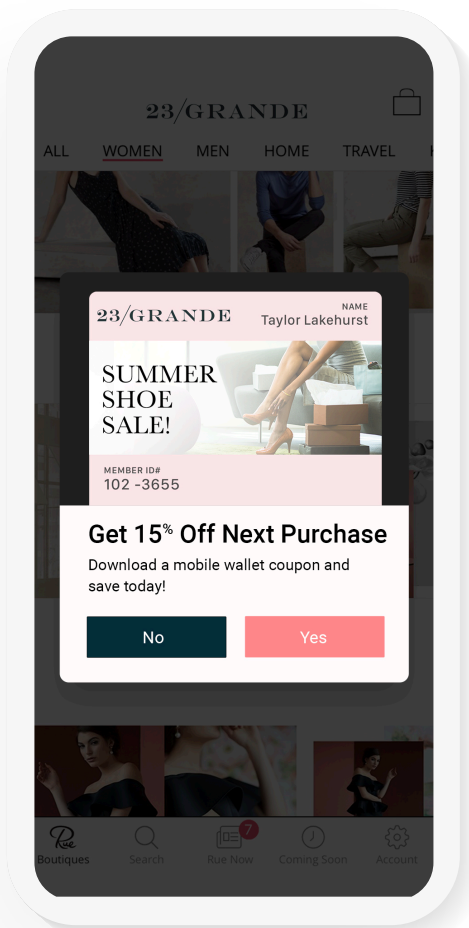 23/GRANDE
ALL WOMEN MEN HOME TRAVEL
23/GRANDE
NAME
Taylor Lakehurst
SUMMER
SHOE
SALE!
MEMBER ID#
102 -3655
Get 15% Off Next Purchase
Download a mobile wallet coupon and
save today!
No Yes
Rue 7
Boutiques Search Rue Now Coming Soon Account